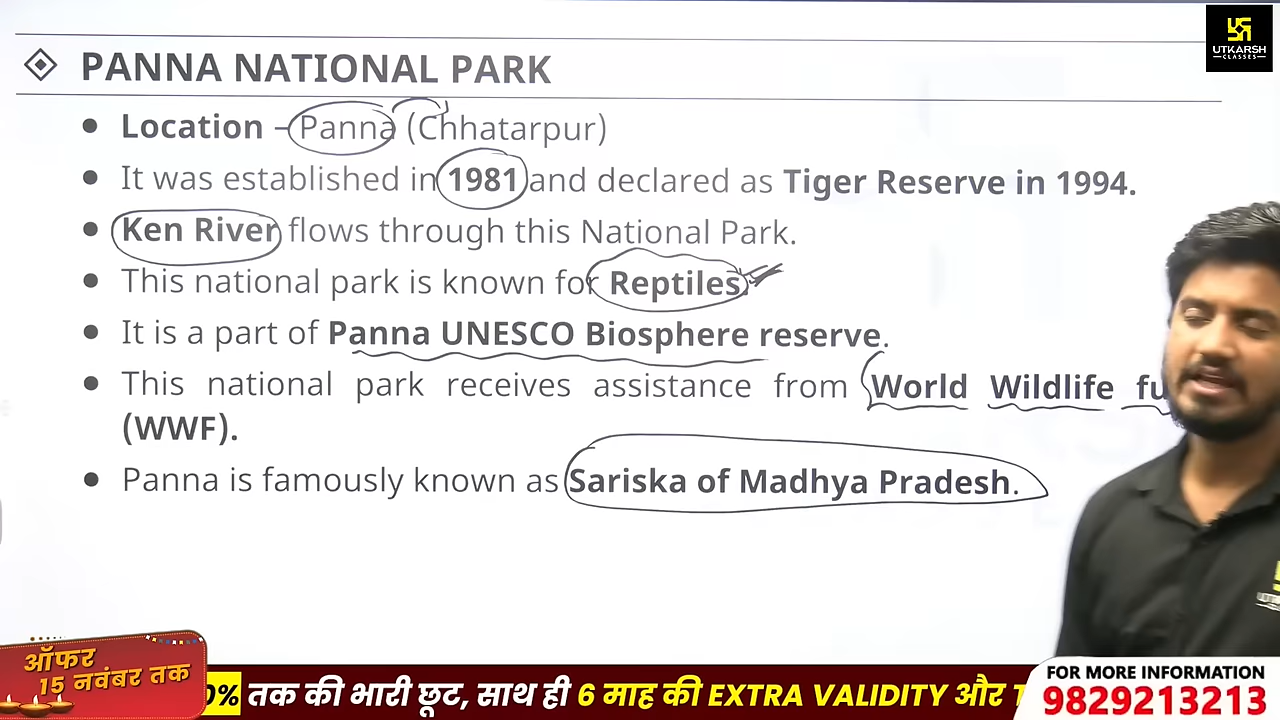 UTKARSH
CLASSES
PANNA NATIONAL PARK
Location – Panna (Chhatarpur)
It was established in 1981 and declared as Tiger Reserve in 1994.
Ken River flows through this National Park.
This national park is known for Reptiles.
It is a part of Panna UNESCO Biosphere reserve.
This national park receives assistance from World Wildlife
(WWF).
Panna is famously known as Sariska of Madhya Pradesh.
ऑफर
15 नवंबर तक
तक की भारी छूट, साथ ही 6 माह की EXTRA VALIDITY और
FOR MORE INFORMATION
9829213213